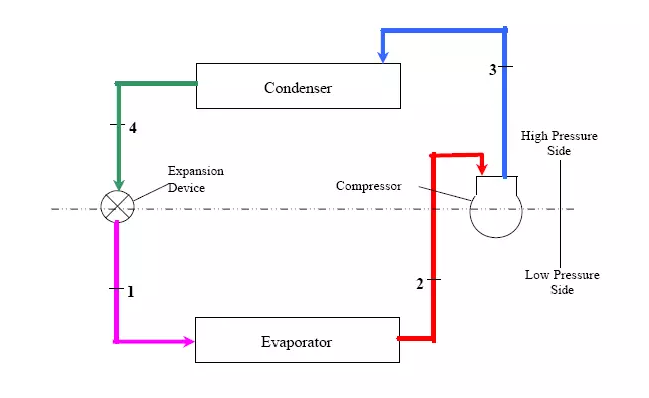 Condenser
3
4
High Pressure
Side
Expansion
Device
Compressor
Low Pressure
Side
1
2
Evaporator